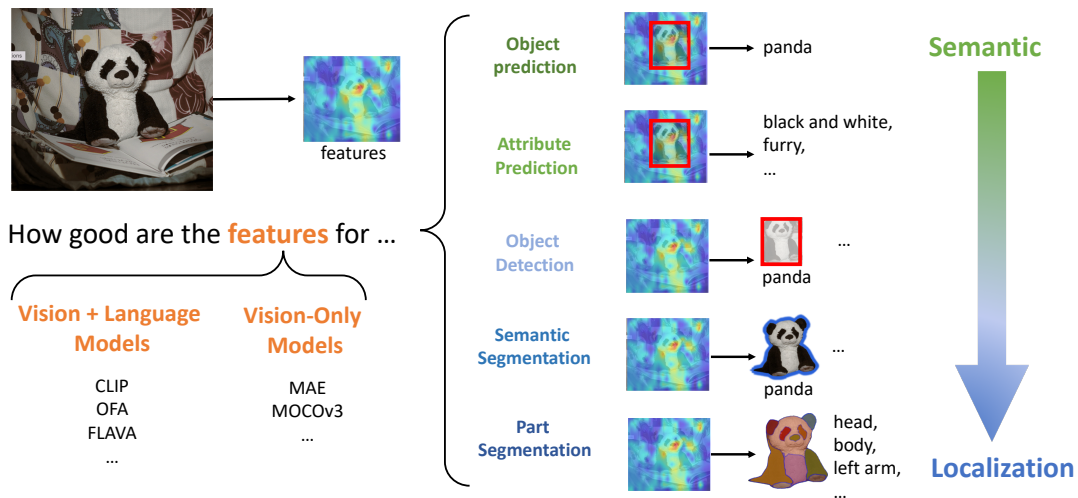 features
How good are the features for ...
Vision + Language
Models
CLIP
OFA
FLAVA
...
Vision-Only
Models
MAE
MOCOv3
...
Object
prediction
panda
Attribute
Prediction
black and white,
furry,
...
Object
Detection
panda
...
Semantic
Segmentation
panda
...
Part
Segmentation
head,
body,
left arm,
...
Semantic
Localization